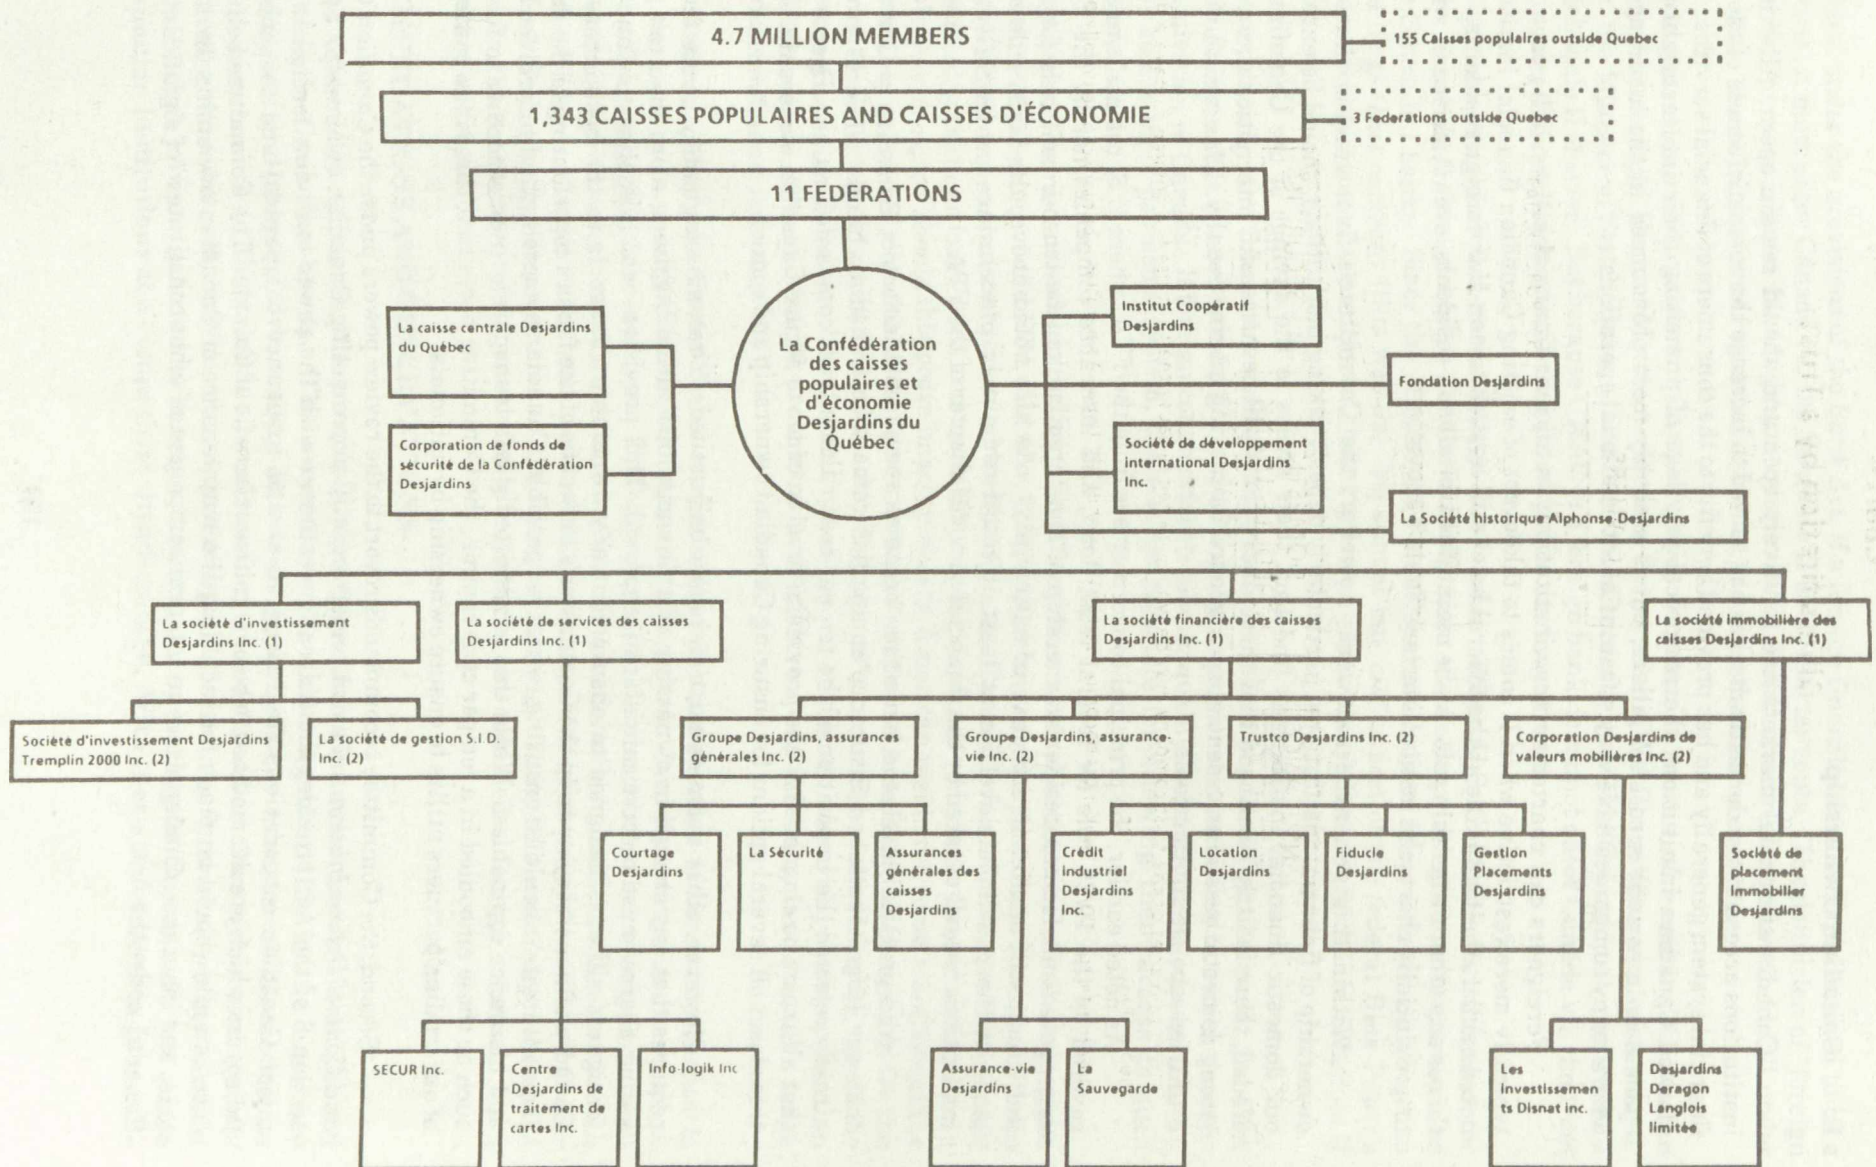 4.7 MILLION MEMBERS
155 Caisses populaires outside Quebec
1,343 CAISSES POPULAIRES AND CAISSES D'ÉCONOMIE
3 Federations outside Quebec
11 FEDERATIONS
La caisse centrale Desjardins
du Québec
Corporation de fonds de
sécurité de la Confédération
Desjardins
La Confédération
des caisses
populaires et
d'économie
Desjardins du
Québec
Institut Coopératif
Desjardins
Fondation Desjardins
Société de développement
international Desjardins
Inc.
La Société historique Alphonse-Desjardins
La société d'investissement
Desjardins Inc. (1)
La société de services des caisses
Desjardins Inc. (1)
La société financière des caisses
Desjardins Inc. (1)
La société immobilière des
caisses Desjardins Inc. (1)
Société d'investissement Desjardins
Tremplin 2000 Inc. (2)
La société de gestion S.I.D.
Inc. (2)
Groupe Desjardins, assurances
générales Inc. (2)
Groupe Desjardins, assurance-
vie Inc. (2)
Trustco Desjardins Inc. (2)
Corporation Desjardins de
valeurs mobilières Inc. (2)
Courtage
Desjardins
La Sécurité
Assurances
générales des
caisses
Desjardins
Crédit
industriel
Desjardins
Inc.
Location
Desjardins
Fiducie
Desjardins
Gestion
Placements
Desjardins
Société de
placement
Immobilier
Desjardins
SECUR Inc.
Centre
Desjardins de
traitement de
cartes Inc.
Info-logik Inc
Assurance-vie
Desjardins
La
Sauvegarde
Les
Investissemen
ts Disnat inc.
Desjardins
Deragon
Langlois
limitée